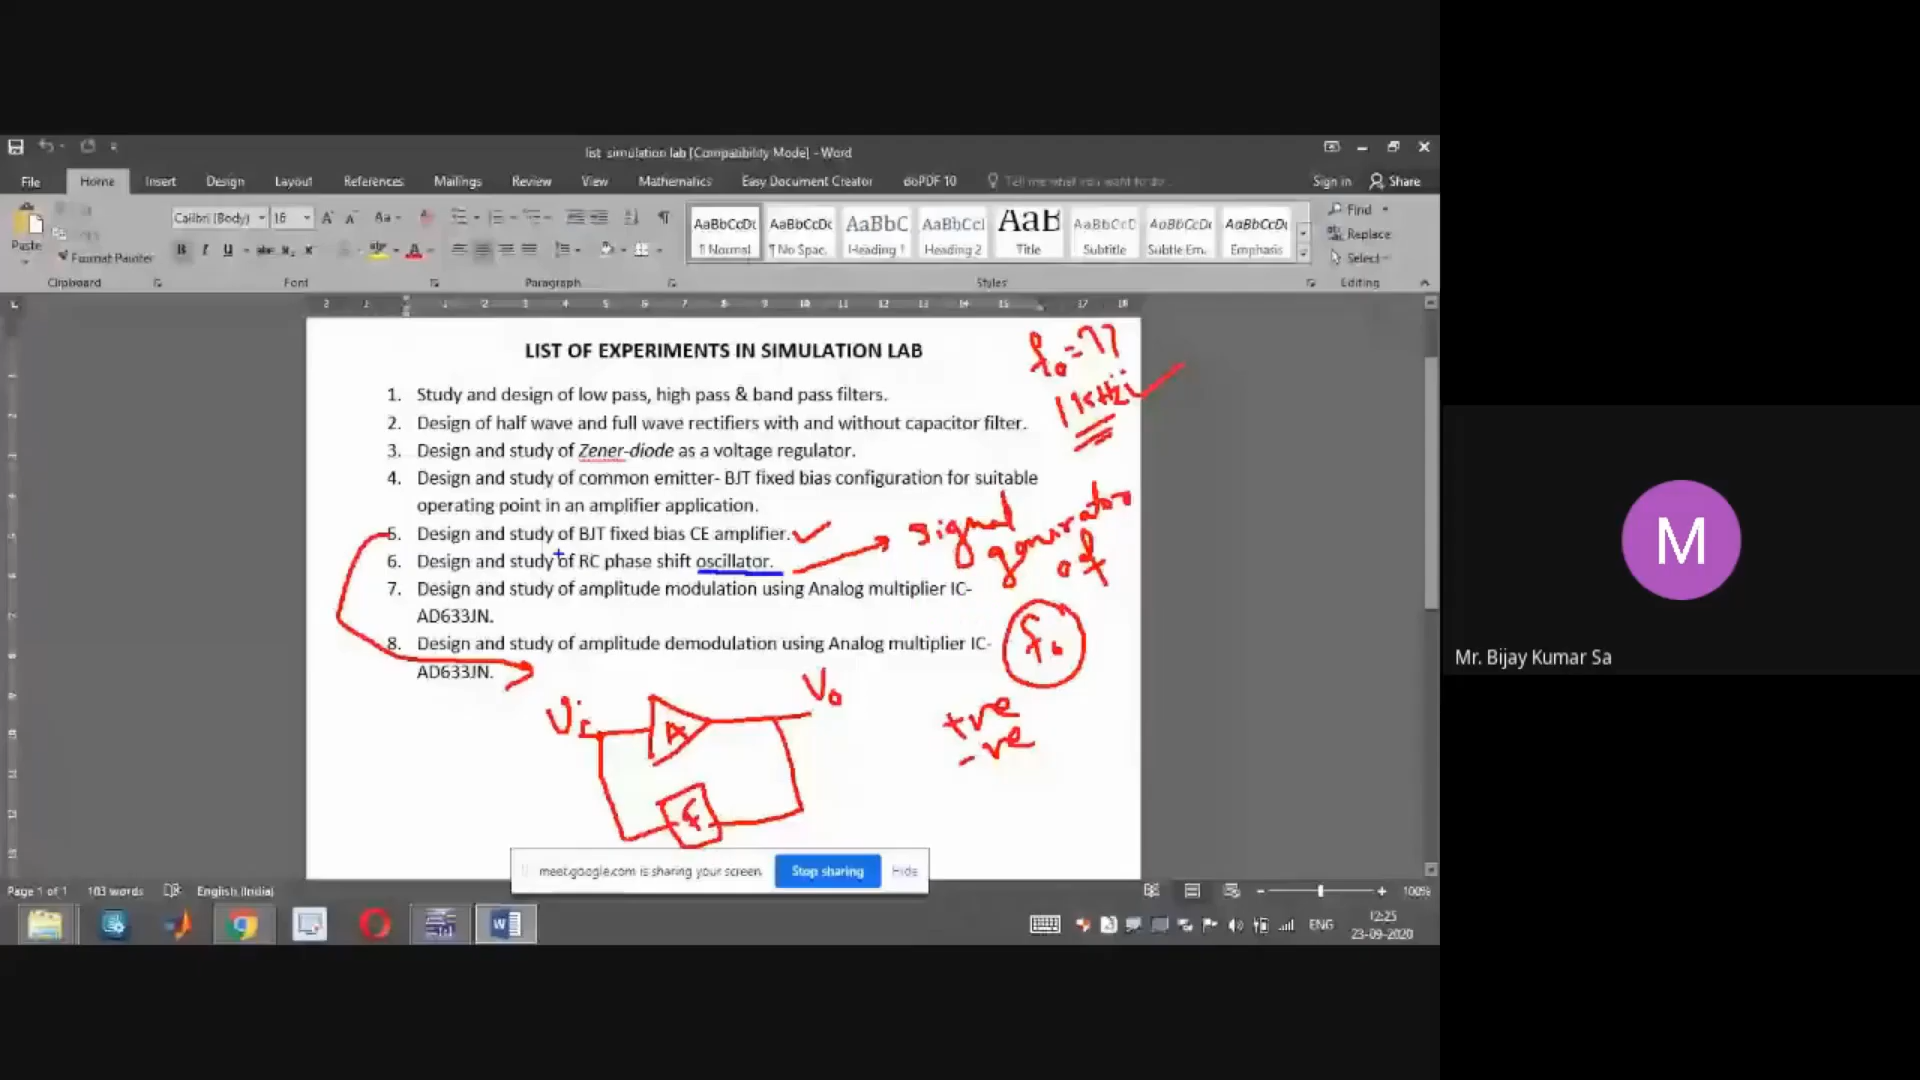 list simulation lab [Compatibility Mode] - Word
File Home Insert Design Layout References Mailings Review View Mathematics Easy Document Creator doPDF 10 Tell me what you want to do... Sign in Share
Paste
Format Painter
Clipboard
Calibri (Body) 16
Font
Paragraph
AaBbCcDc AaBbCcDc AaBbC AaBbCcI AaB AaBbCcD AaBbCcDc AaBbCcDc
¶ Normal ¶ No Spac... Heading 1 Heading 2 Title Subtitle Subtle Em... Emphasis
Styles
Find
Replace
Select
Editing
LIST OF EXPERIMENTS IN SIMULATION LAB
1. Study and design of low pass, high pass & band pass filters.
2. Design of half wave and full wave rectifiers with and without capacitor filter.
3. Design and study of Zener-diode as a voltage regulator.
4. Design and study of common emitter- BJT fixed bias configuration for suitable
operating point in an amplifier application.
5. Design and study of BJT fixed bias CE amplifier.
6. Design and study of RC phase shift oscillator.
7. Design and study of amplitude modulation using Analog multiplier IC-
AD633JN.
8. Design and study of amplitude demodulation using Analog multiplier IC-
AD633JN.
f₀ = ??
signal
generator
of
f₀
+ve
-ve
Vi
A
V₀
f
meet.google.com is sharing your screen. Stop sharing Hide
Page 1 of 1 103 words English (India) 100%
ENG
12:25
23-09-2020
M
Mr. Bijay Kumar Sa